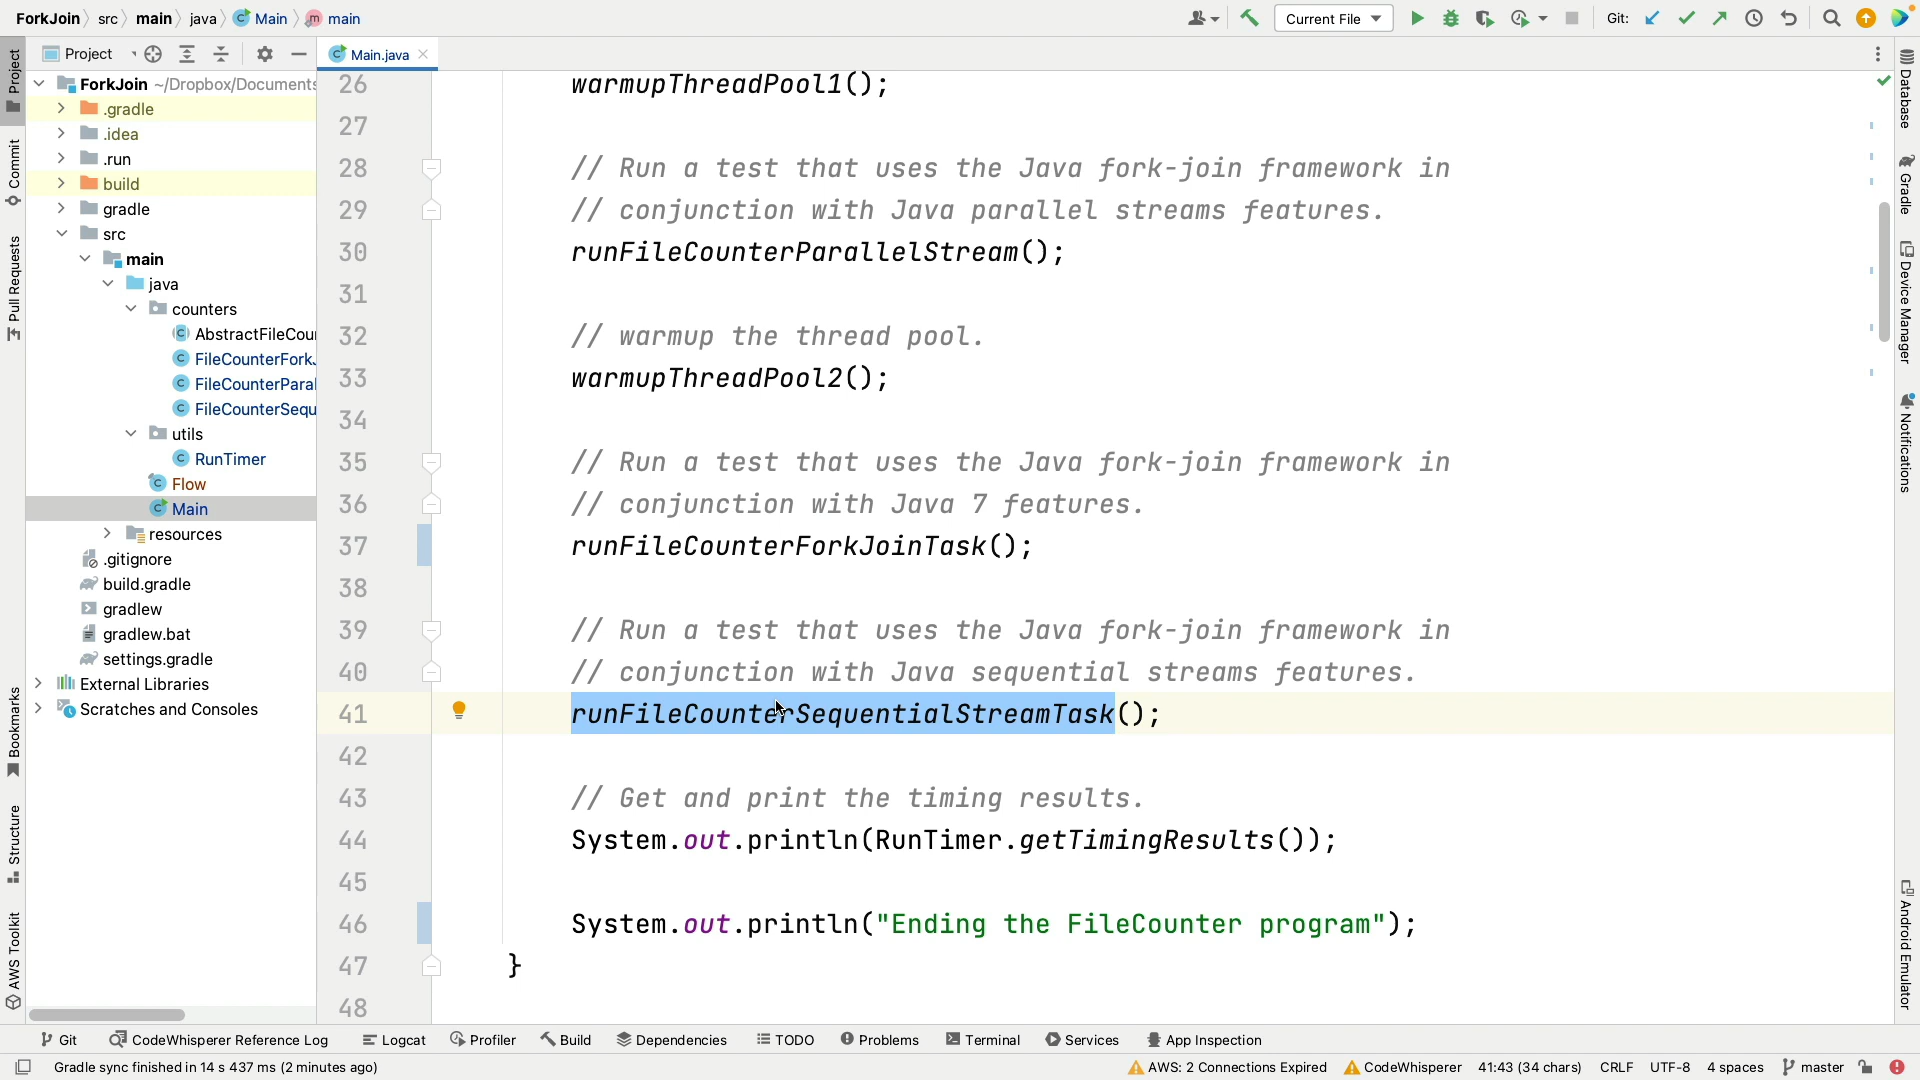 ForkJoin src main java Main main
Current File
Git:
Project
Main.java
ForkJoin ~/Dropbox/Documents
.gradle
.idea
.run
build
gradle
src
main
java
counters
AbstractFileCou
FileCounterForkJ
FileCounterParal
FileCounterSequ
utils
RunTimer
Flow
Main
resources
.gitignore
build.gradle
gradlew
gradlew.bat
settings.gradle
External Libraries
Scratches and Consoles
26 warmupThreadPool1();
27
28 // Run a test that uses the Java fork-join framework in
29 // conjunction with Java parallel streams features.
30 runFileCounterParallelStream();
31
32 // warmup the thread pool.
33 warmupThreadPool2();
34
35 // Run a test that uses the Java fork-join framework in
36 // conjunction with Java 7 features.
37 runFileCounterForkJoinTask();
38
39 // Run a test that uses the Java fork-join framework in
40 // conjunction with Java sequential streams features.
41 runFileCounterSequentialStreamTask();
42
43 // Get and print the timing results.
44 System.out.println(RunTimer.getTimingResults());
45
46 System.out.println("Ending the FileCounter program");
47 }
48
Project
Commit
Pull Requests
Bookmarks
Structure
AWS Toolkit
Database
Gradle
Device Manager
Notifications
Android Emulator
Git CodeWhisperer Reference Log Logcat Profiler Build Dependencies TODO Problems Terminal Services App Inspection
Gradle sync finished in 14 s 437 ms (2 minutes ago) AWS: 2 Connections Expired CodeWhisperer 41:43 (34 chars) CRLF UTF-8 4 spaces master